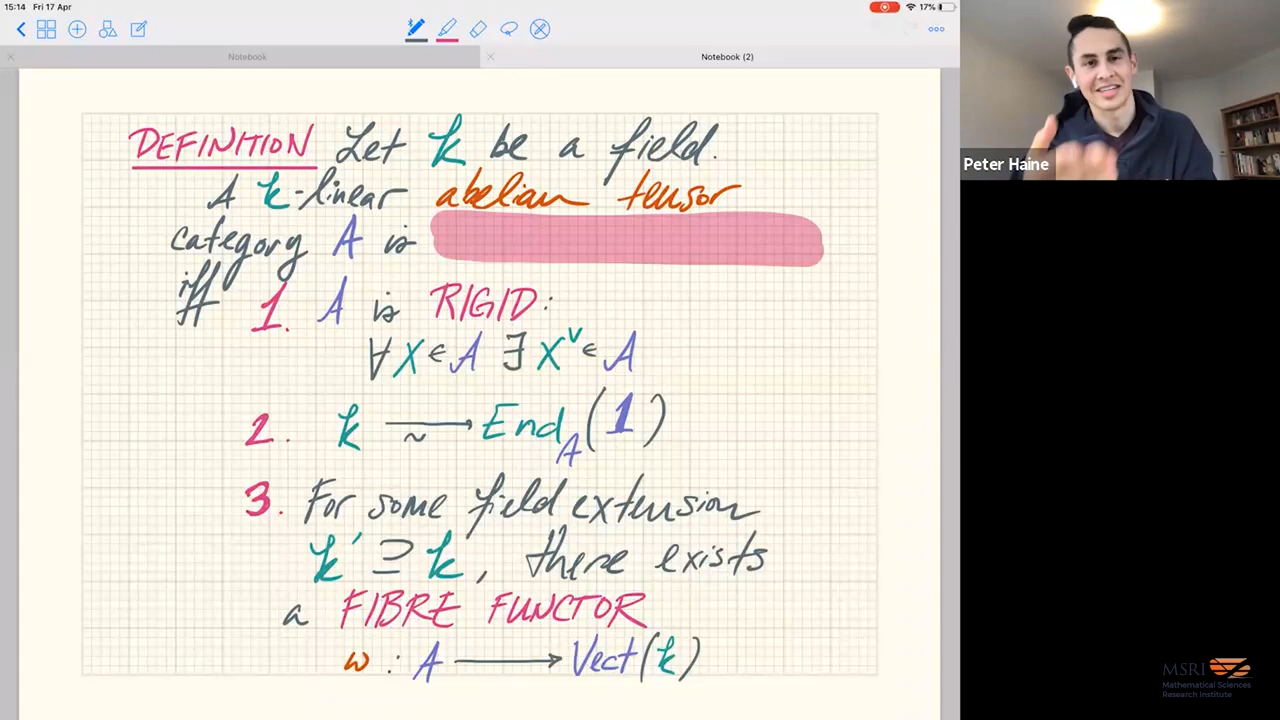 15:14 Fri 17 Apr
17%
Notebook
Notebook (2)
DEFINITION Let k be a field.
A k-linear abelian tensor
category A is
iff 1. A is RIGID:
∀ X ∈ A ∃ X^∨ ∈ A
2. k ⟶~ End_A(1)
3. For some field extension
k' ⊇ k, there exists
a FIBRE FUNCTOR
ω : A ⟶ Vect(k)
Peter Haine
MSRI
Mathematical Sciences
Research Institute